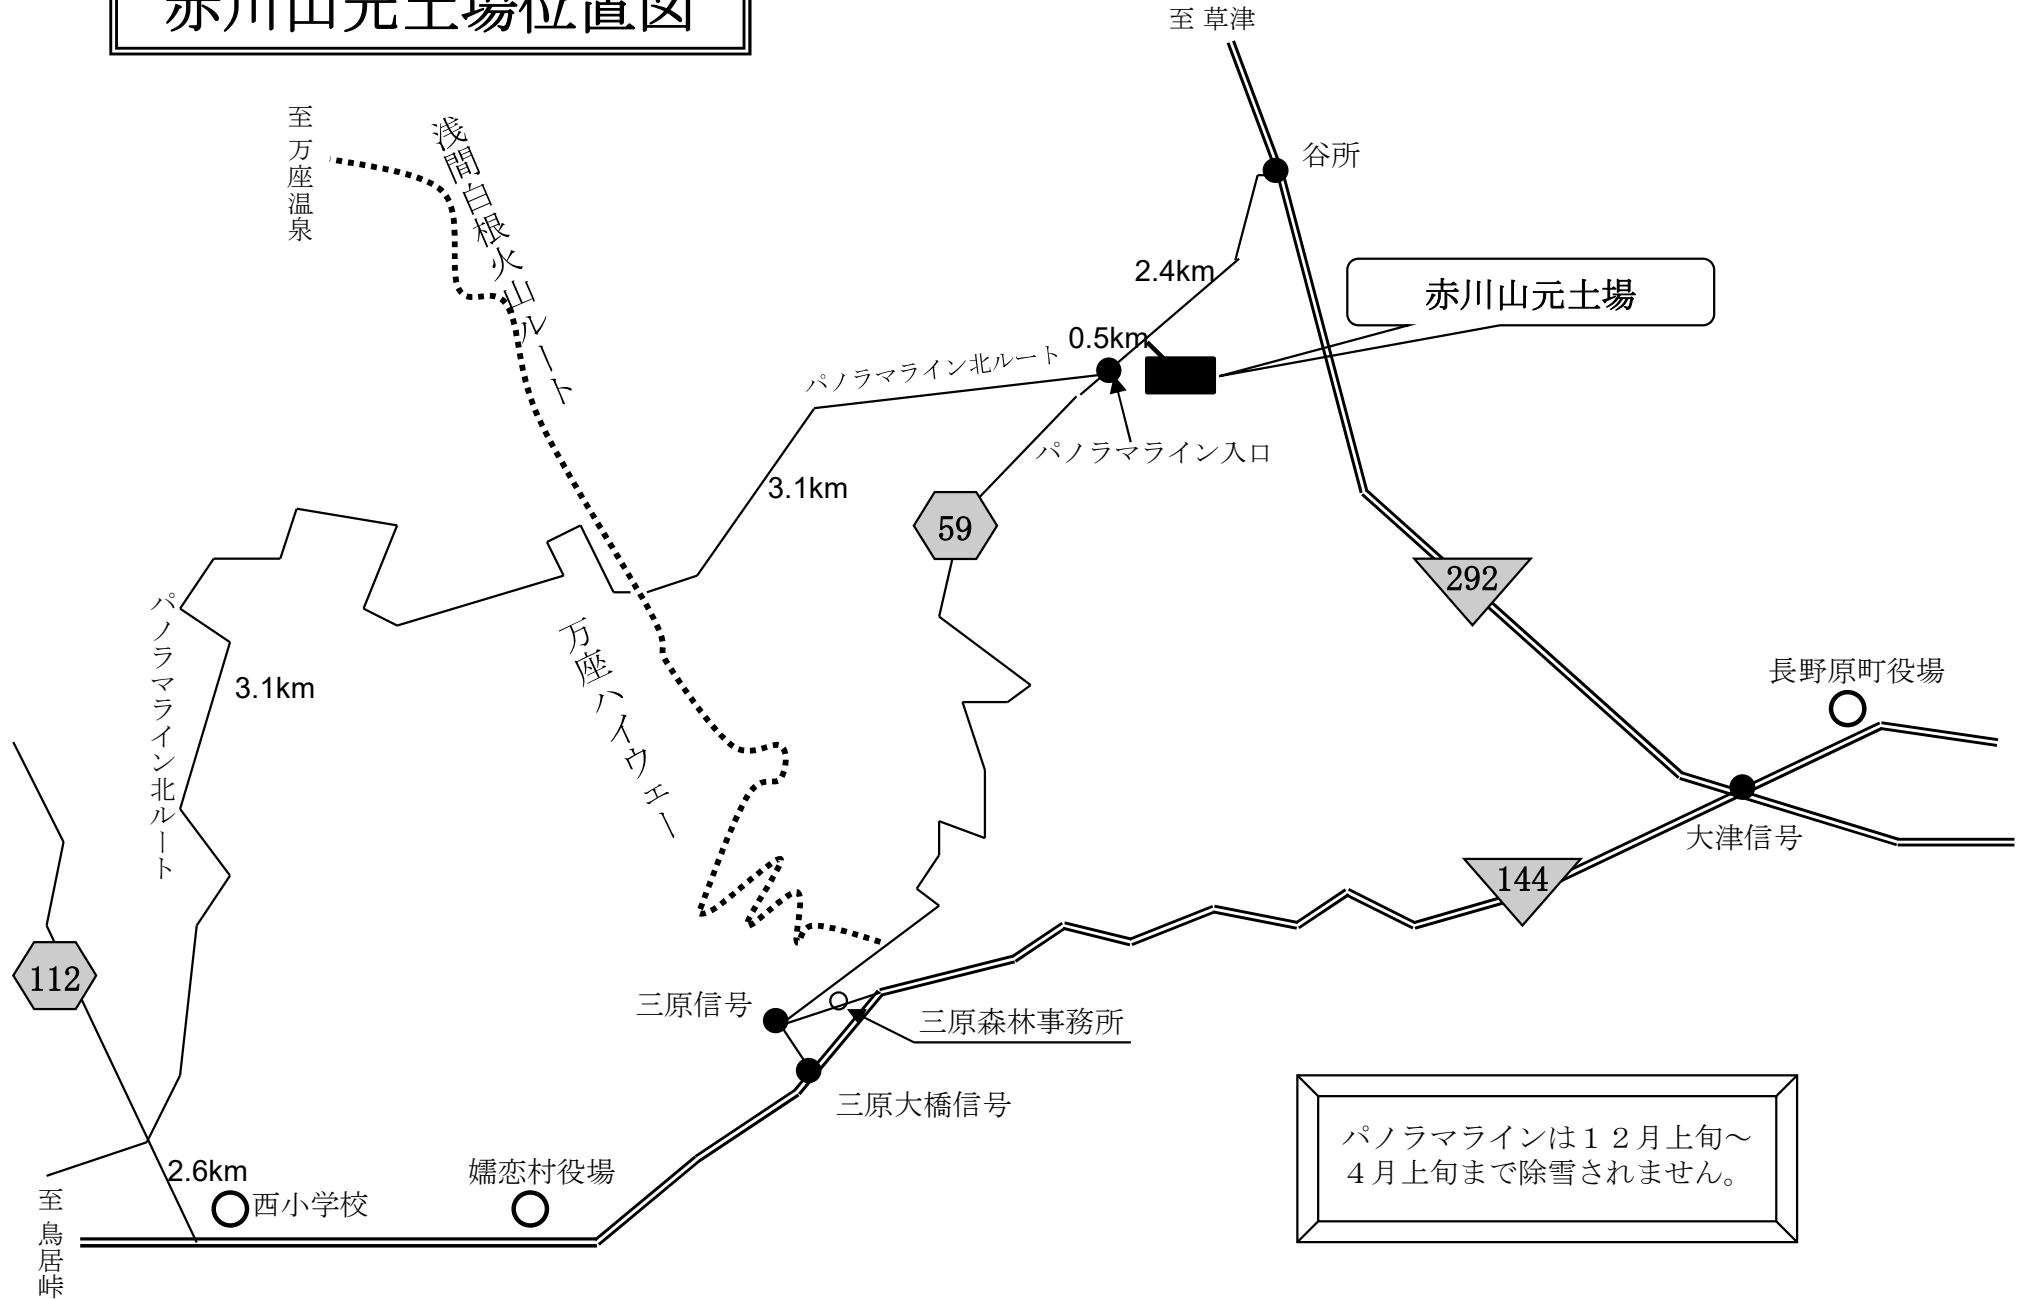 赤川山元土場位置図
至 草津
至 万座温泉
浅間白根火山ルート
谷所
2.4km
赤川山元土場
0.5km
パノラマライン北ルート
パノラマライン入口
3.1km
59
292
パノラマライン北ルート
万座ハイウェー
3.1km
長野原町役場
大津信号
144
112
三原信号
三原森林事務所
三原大橋信号
パノラマラインは１２月上旬～
４月上旬まで除雪されません。
2.6km
嬬恋村役場
西小学校
至 鳥居峠